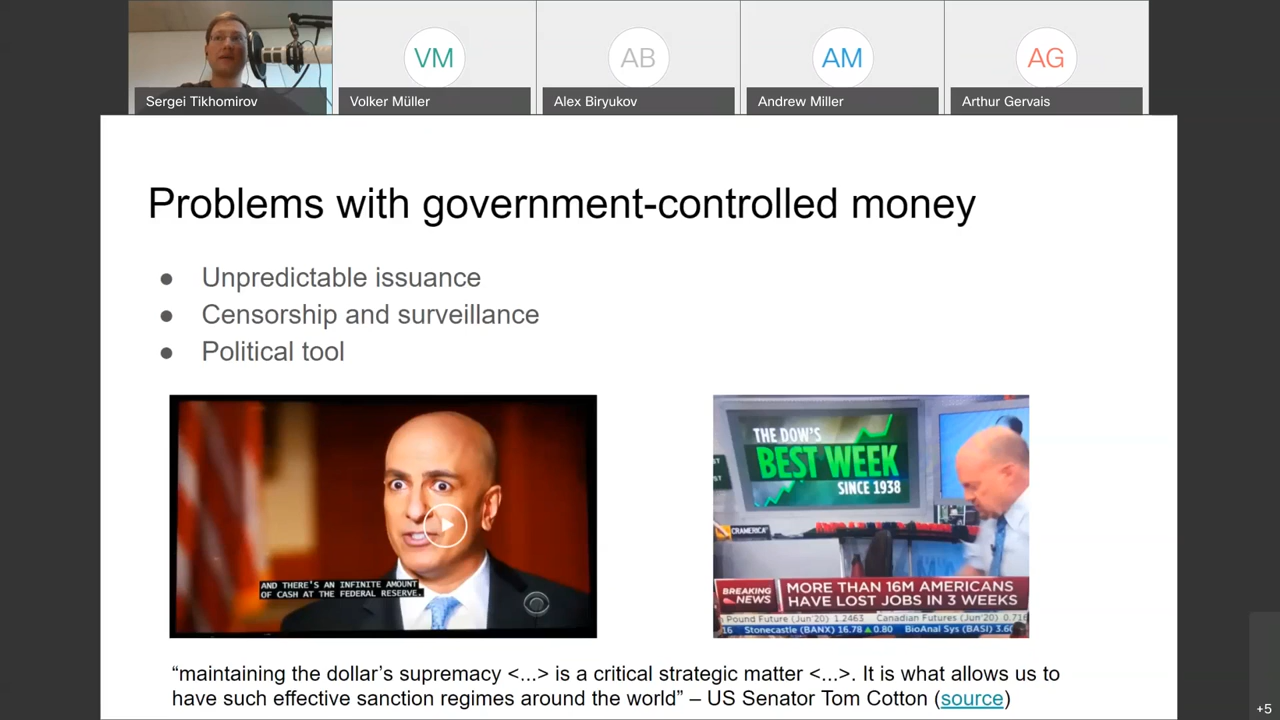 VM
AB
AM
AG
Sergei Tikhomirov
Volker Müller
Alex Biryukov
Andrew Miller
Arthur Gervais
Problems with government-controlled money
● Unpredictable issuance
● Censorship and surveillance
● Political tool
THE DOW'S
BEST WEEK
SINCE 1938
CRAMERICA
AND THERE'S AN INFINITE AMOUNT
OF CASH AT THE FEDERAL RESERVE.
BREAKING
NEWS
MORE THAN 16M AMERICANS
HAVE LOST JOBS IN 3 WEEKS
Pound Future (Jun'20) 1.2463 Canadian Futures (Jun'20)
16 Stonecastle (BANX) 16.78 ▲ 0.80 BioAnal Sys (BASI)
“maintaining the dollar’s supremacy <...> is a critical strategic matter <...>. It is what allows us to
have such effective sanction regimes around the world” – US Senator Tom Cotton (source)
+5